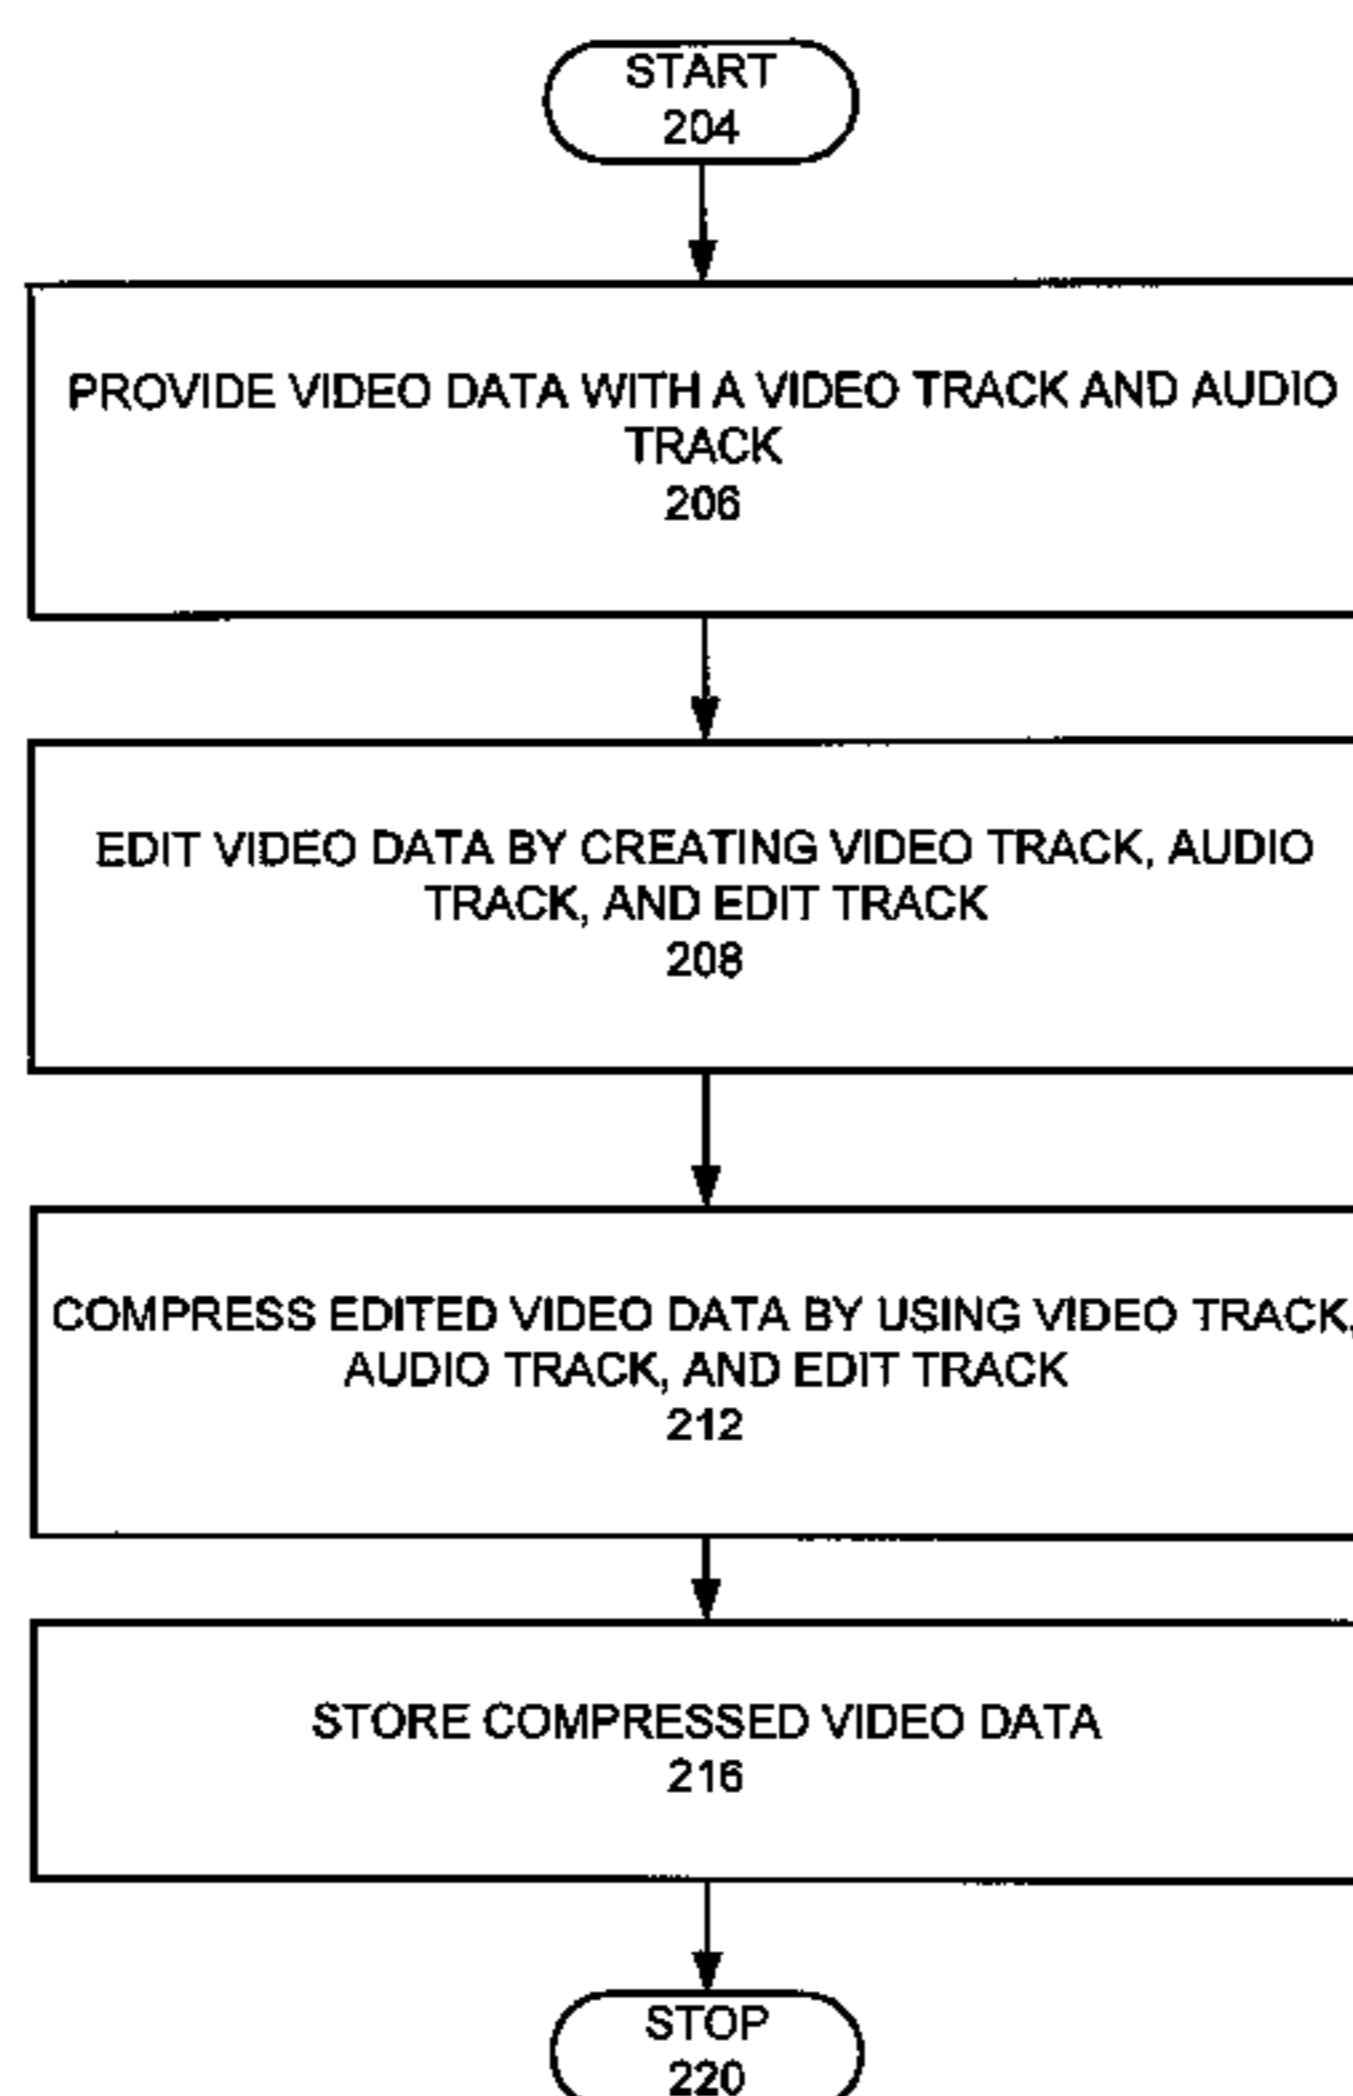 START
204
PROVIDE VIDEO DATA WITH A VIDEO TRACK AND AUDIO
TRACK
206
EDIT VIDEO DATA BY CREATING VIDEO TRACK, AUDIO
TRACK, AND EDIT TRACK
208
COMPRESS EDITED VIDEO DATA BY USING VIDEO TRACK,
AUDIO TRACK, AND EDIT TRACK
212
STORE COMPRESSED VIDEO DATA
216
STOP
220